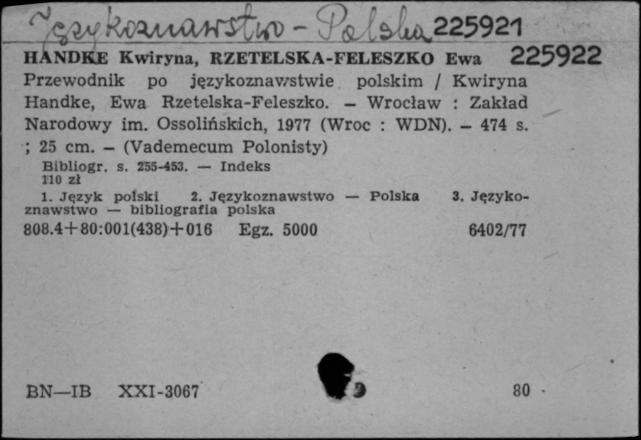 Językoznawstwo - Polska 225921
HANDKE Kwiryna, RZETELSKA-FELESZKO Ewa 225922
Przewodnik po językoznawstwie polskim / Kwiryna
Handke, Ewa Rzetelska-Feleszko. — Wrocław : Zakład
Narodowy im. Ossolińskich, 1977 (Wroc : WDN). — 474 s.
; 25 cm. — (Vademecum Polonisty)
Bibliogr. s. 255-453. — Indeks
110 zł
1. Język polski 2. Językoznawstwo — Polska 3. Języko-
znawstwo — bibliografia polska
808.4+80:001(438)+016 Egz. 5000 6402/77
BN—IB XXI-3067 80